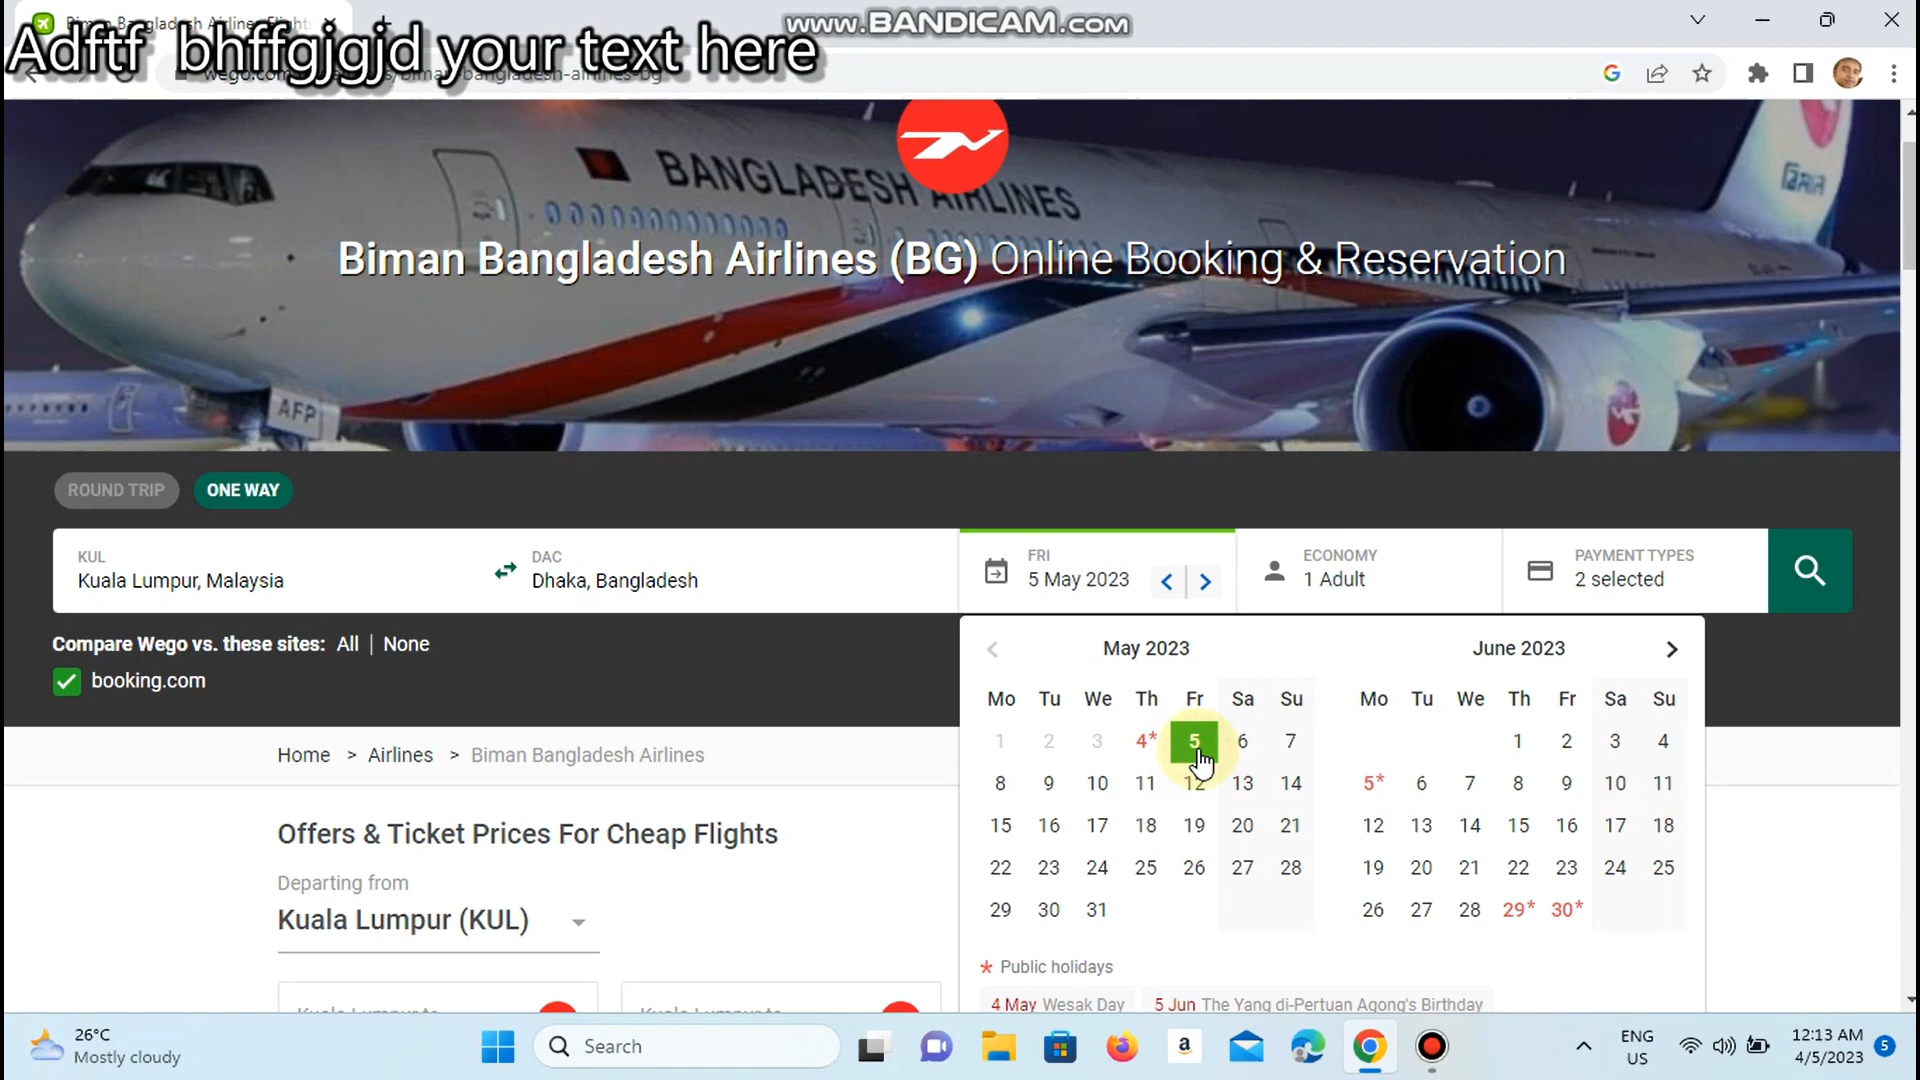 Biman Bangladesh Airlines Flights
www.BANDICAM.com
Adftf bhffgjgjd your text here
BANGLADESH AIRLINES
বিমান
Biman Bangladesh Airlines (BG) Online Booking & Reservation
AFP
ROUND TRIP
ONE WAY
KUL
Kuala Lumpur, Malaysia
DAC
Dhaka, Bangladesh
FRI
5 May 2023
ECONOMY
1 Adult
PAYMENT TYPES
2 selected
Compare Wego vs. these sites: All | None
booking.com
May 2023
Mo Tu We Th Fr Sa Su
1 2 3 4* 5 6 7
8 9 10 11 12 13 14
15 16 17 18 19 20 21
22 23 24 25 26 27 28
29 30 31
June 2023
Mo Tu We Th Fr Sa Su
1 2 3 4
5* 6 7 8 9 10 11
12 13 14 15 16 17 18
19 20 21 22 23 24 25
26 27 28 29* 30*
* Public holidays
4 May Wesak Day
5 Jun The Yang di-Pertuan Agong's Birthday
Home > Airlines > Biman Bangladesh Airlines
Offers & Ticket Prices For Cheap Flights
Departing from
Kuala Lumpur (KUL)
26°C
Mostly cloudy
Search
ENG
US
12:13 AM
4/5/2023
5